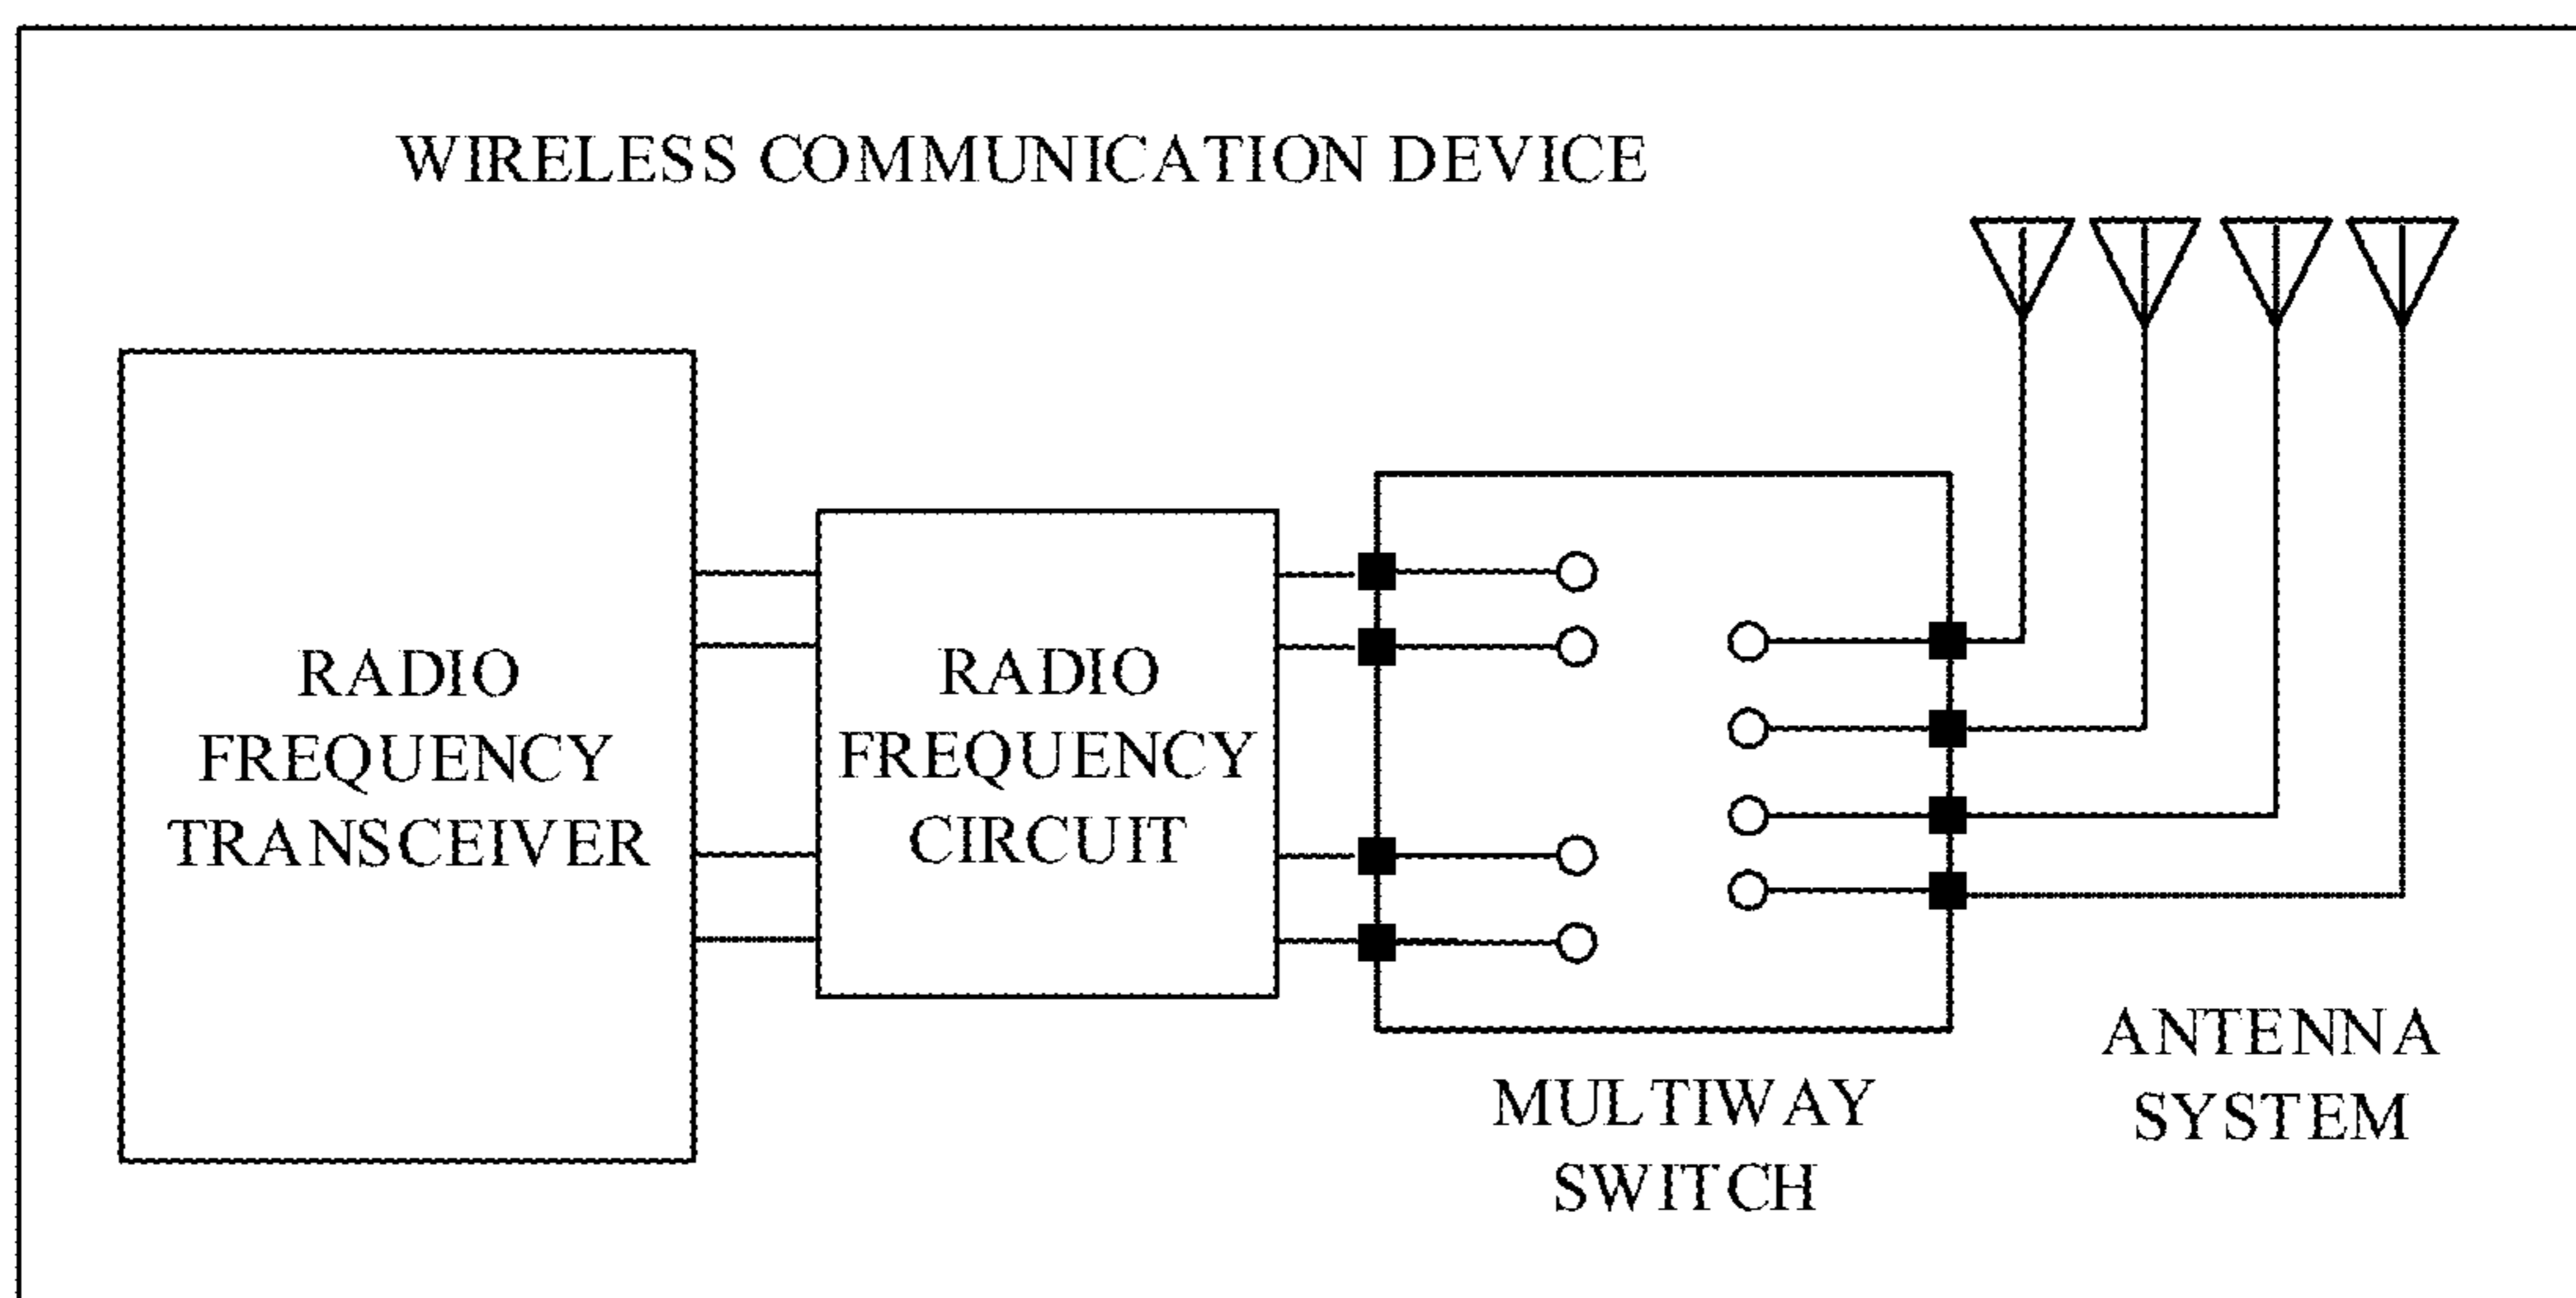 WIRELESS COMMUNICATION DEVICE
RADIO
FREQUENCY
TRANSCEIVER
RADIO
FREQUENCY
CIRCUIT
MULTIWAY
SWITCH
ANTENNA
SYSTEM